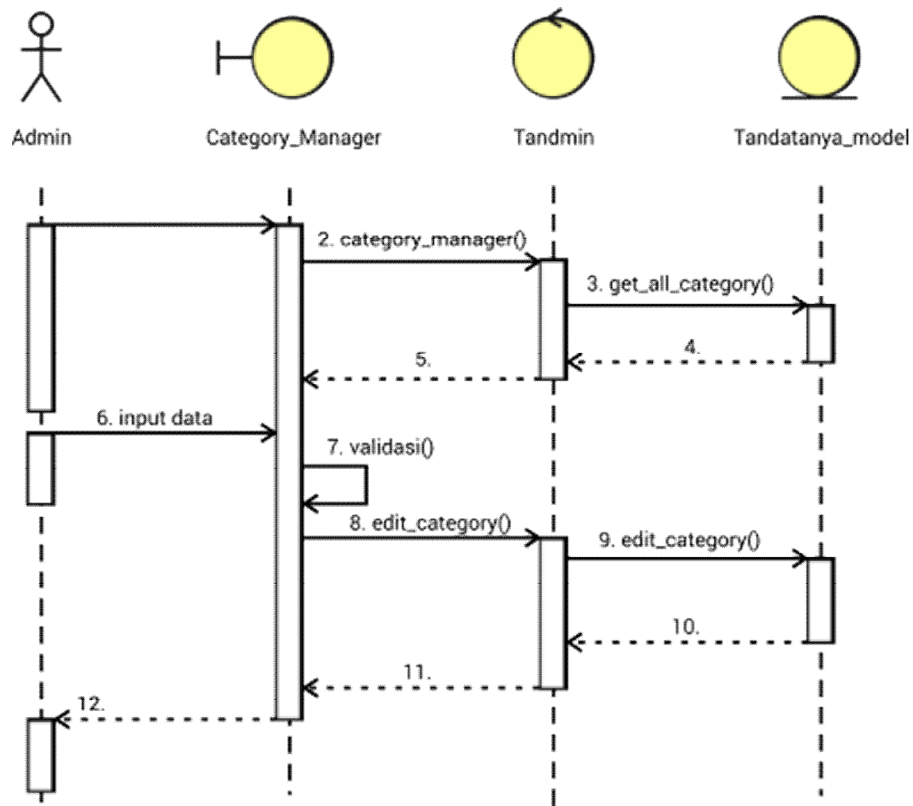 Admin
Category_Manager
Tandmin
Tandatanya_model
2. category_manager()
3. get_all_category()
4.
5.
6. input data
7. validasi()
8. edit_category()
9. edit_category()
10.
11.
12.